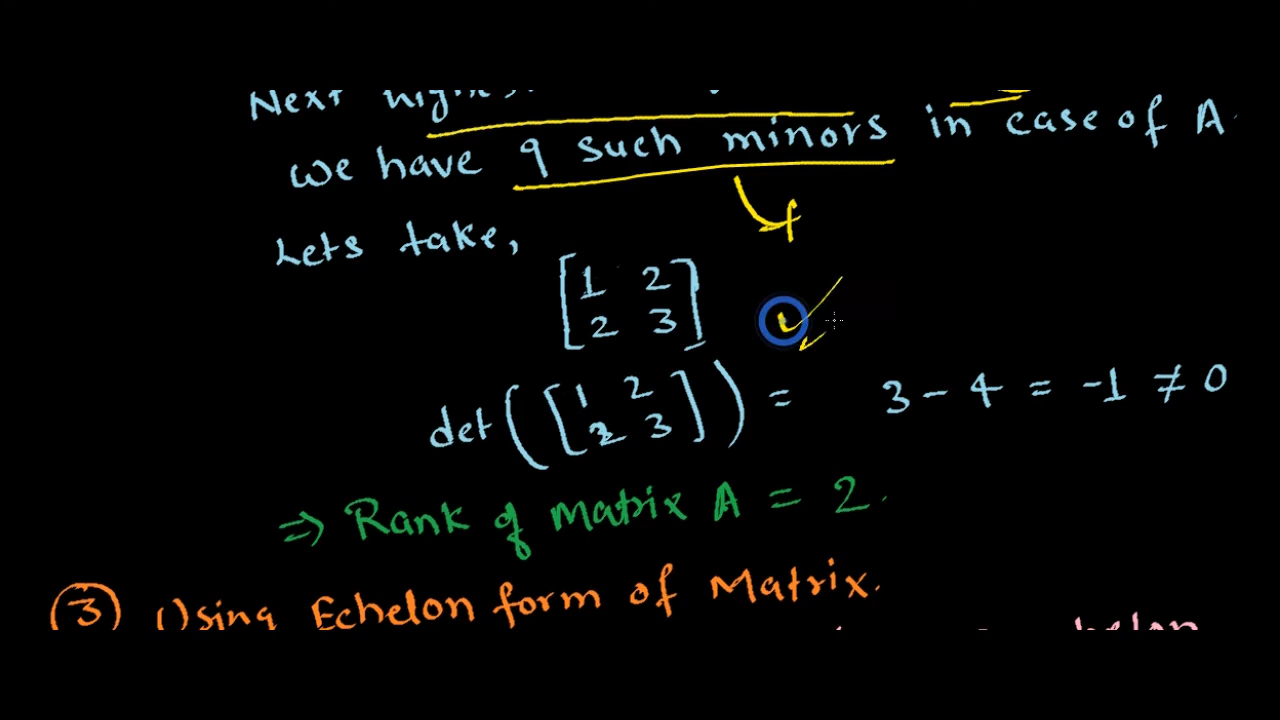 Next
we have 9 such minors in case of A.
Lets take,
[1 2
2 3]
det([1 2
2 3]) = 3 - 4 = -1 ≠ 0
⇒ Rank of Matrix A = 2.
③ Using Echelon form of Matrix.